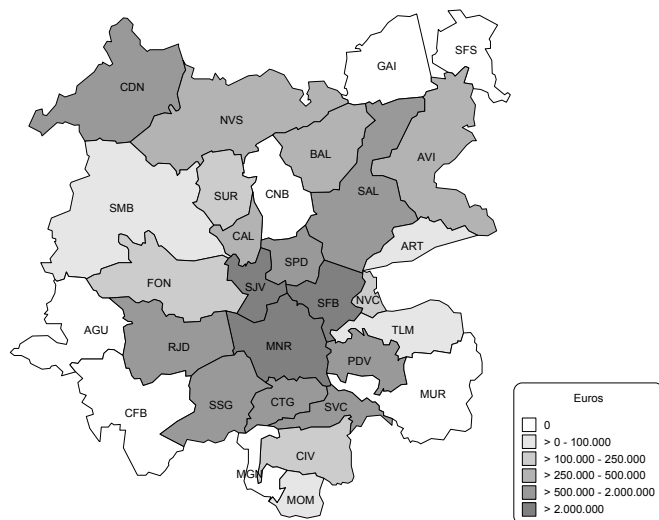 GAI
SFS
CDN
NVS
BAL
AVI
SMB
SUR
CNB
SAL
CAL
ART
SPD
FON
SJV
SFB
NVC
AGU
RJD
MNR
TLM
PDV
CFB
SSG
CTG
SVC
MUR
CIV
MGN
MOM
Euros
0
> 0 - 100.000
> 100.000 - 250.000
> 250.000 - 500.000
> 500.000 - 2.000.000
> 2.000.000